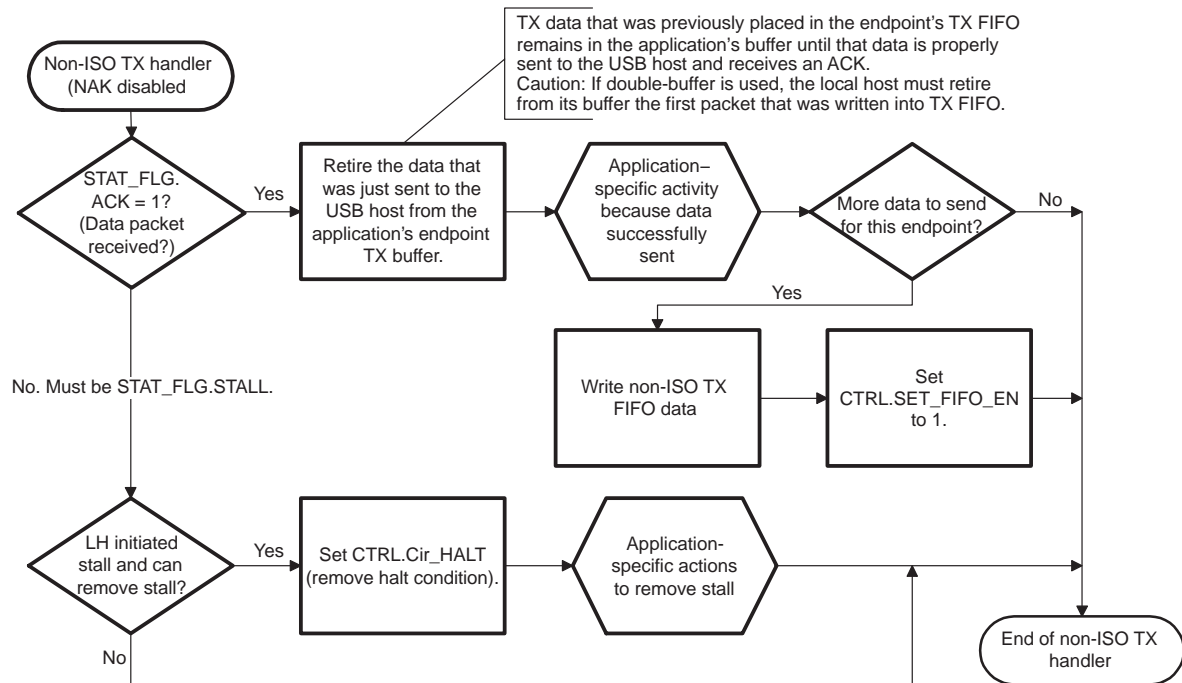 TX data that was previously placed in the endpoint's TX FIFO
remains in the application's buffer until that data is properly
sent to the USB host and receives an ACK.
Caution: If double-buffer is used, the local host must retire
from its buffer the first packet that was written into TX FIFO.
Non-ISO TX handler
(NAK disabled
STAT_FLG.
ACK = 1?
(Data packet
received?)
Yes
Retire the data that
was just sent to the
USB host from the
application's endpoint
TX buffer.
Application–
specific activity
because data
successfully
sent
More data to send
for this endpoint?
No
Yes
No. Must be STAT_FLG.STALL.
Write non-ISO TX
FIFO data
Set
CTRL.SET_FIFO_EN
to 1.
LH initiated
stall and can
remove stall?
Yes
Set CTRL.Cir_HALT
(remove halt condition).
Application-
specific actions
to remove stall
No
End of non-ISO TX
handler